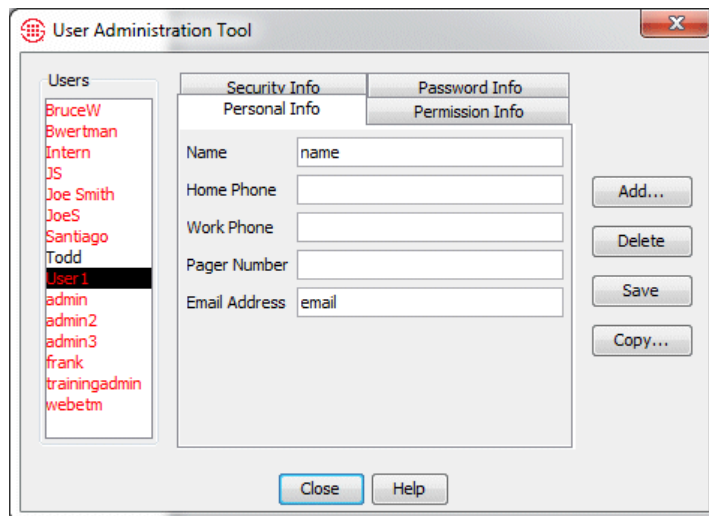 User Administration Tool
Users
BruceW
Bwertman
Intern
JS
Joe Smith
JoeS
Santiago
Todd
User1
admin
admin2
admin3
frank
trainingadmin
webetm
Security Info
Password Info
Personal Info
Permission Info
Name
name
Home Phone
Work Phone
Pager Number
Email Address
email
Add...
Delete
Save
Copy...
Close
Help